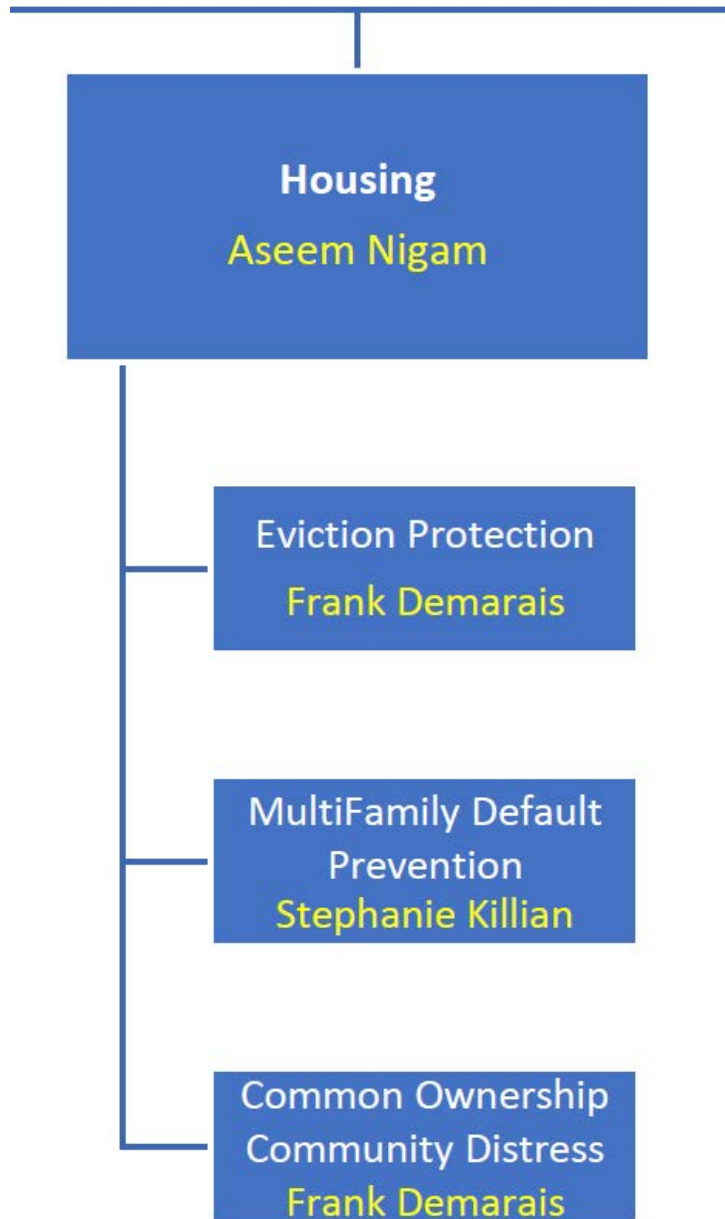 Housing
Aseem Nigam
Eviction Protection
Frank Demarais
MultiFamily Default
Prevention
Stephanie Killian
Common Ownership
Community Distress
Frank Demarais